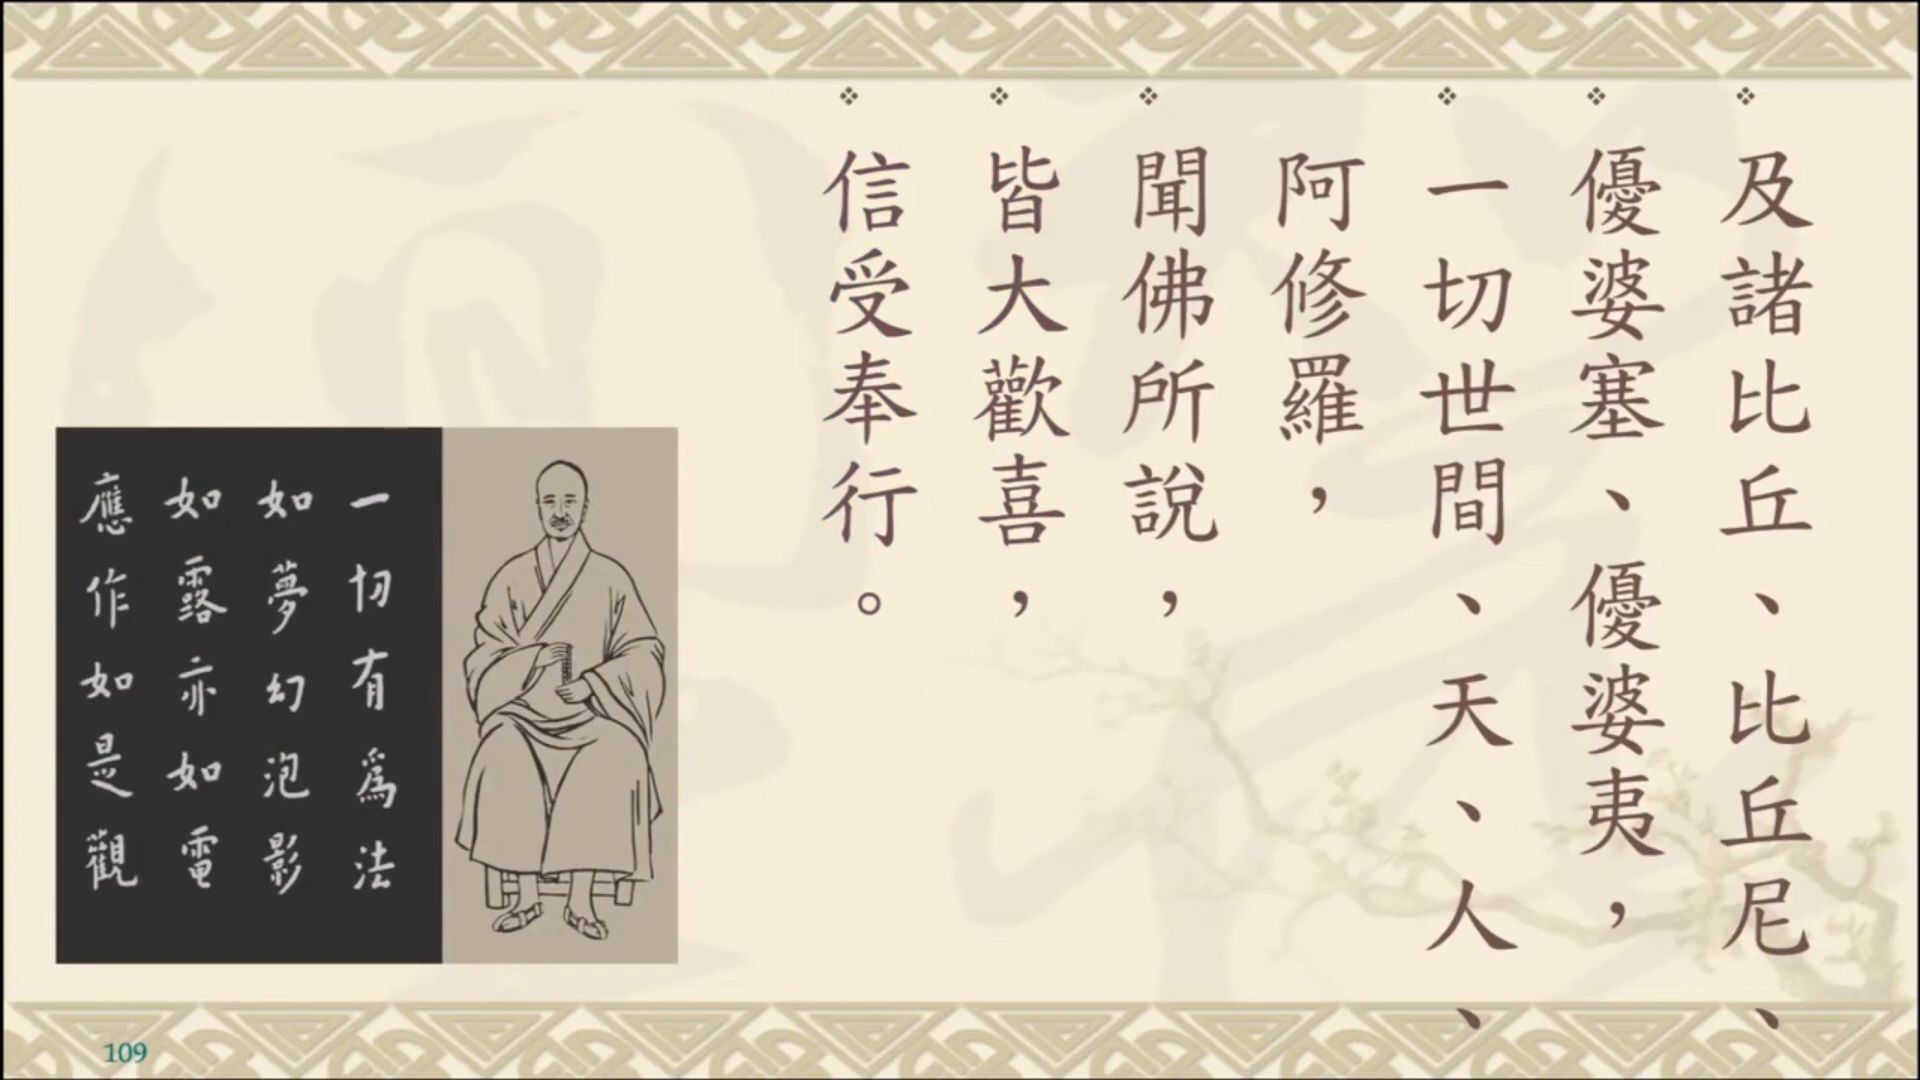 及諸比丘、比丘尼、
優婆塞、優婆夷，
一切世間、天、人、
阿修羅，
聞佛所說，
皆大歡喜，
信受奉行。
一切有為法
如夢幻泡影
如露亦如電
應作如是觀
109